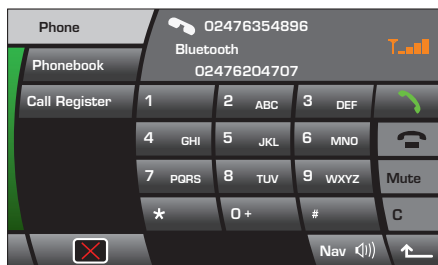 Phone
02476354896
Bluetooth
Phonebook
02476204707
Call Register
1
2 ABC
3 DEF
4 GHI
5 JKL
6 MNO
7 PQRS
8 TUV
9 WXYZ
Mute
*
0 +
#
C
Nav